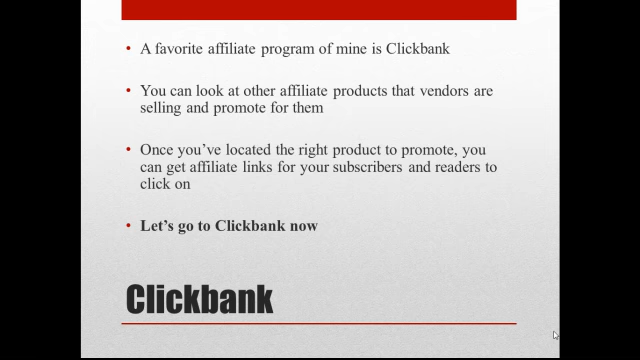 • A favorite affiliate program of mine is Clickbank
• You can look at other affiliate products that vendors are
selling and promote for them
• Once you’ve located the right product to promote, you
can get affiliate links for your subscribers and readers to
click on
• Let’s go to Clickbank now
Clickbank